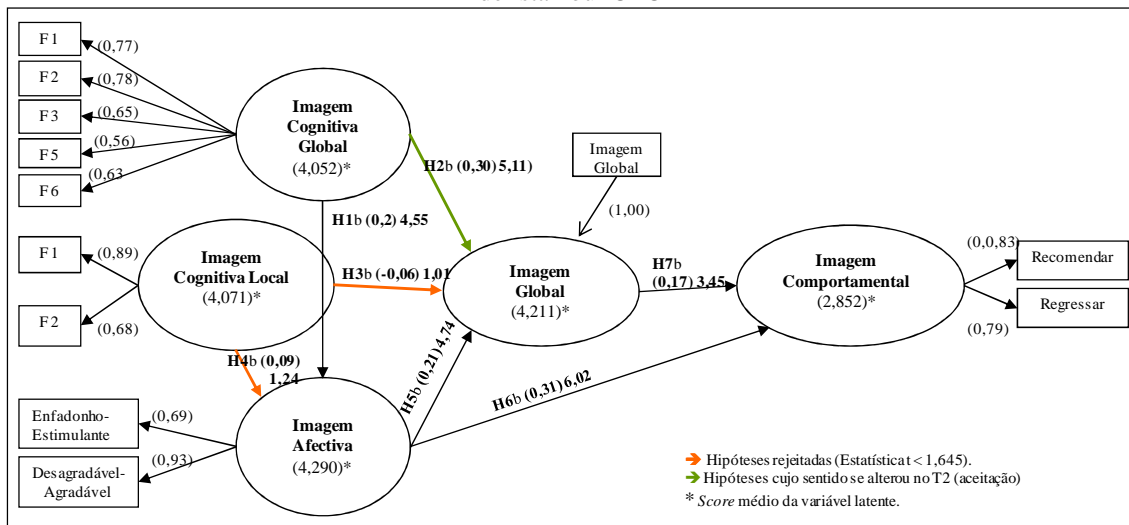 F1
(0,77)
F2
(0,78)
F3
(0,65)
F5
(0,56)
F6
(0,63
Imagem
Cognitiva
Global
(4,052)*
H2b (0,30) 5,11)
Imagem
Global
(1,00)
H1b (0,2) 4,55
F1
(0,89)
F2
(0,68)
Imagem
Cognitiva Local
(4,071)*
H3b (-0,06) 1,01
Imagem
Global
(4,211)*
H7b
(0,17) 3,45
Imagem
Comportamental
(2,852)*
(0,0,83)
Recomendar
Regressar
(0,79)
H4b (0,09)
1,24
H5b (0,21) 4,74
H6b (0,31) 6,02
Enfadonho-
Estimulante
(0,69)
Desagradável-
Agradável
(0,93)
Imagem
Afectiva
(4,290)*
Hipóteses rejeitadas (Estatística t < 1,645).
Hipóteses cujo sentido se alterou no T2 (aceitação)
* Score médio da variável latente.